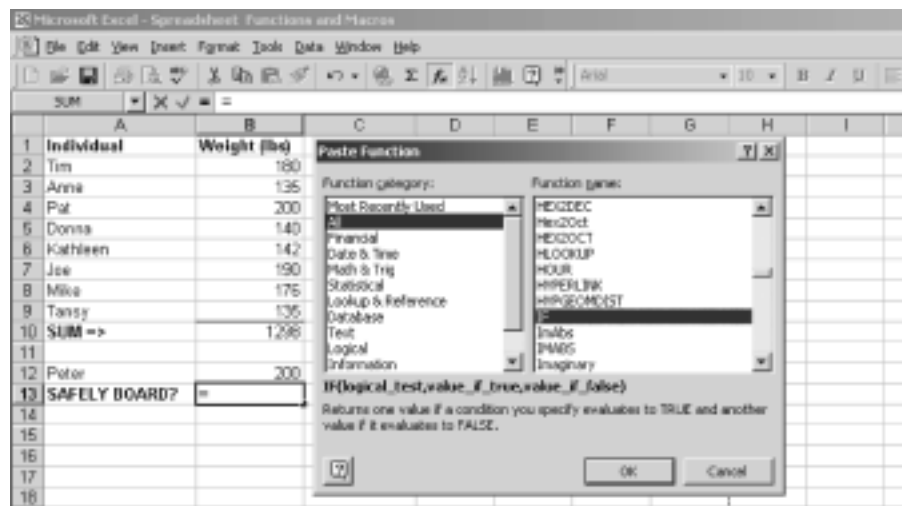 Microsoft Excel - Spreadsheet Functions and Macros
File Edit View Insert Format Tools Data Window Help
Arial 10 B I U
SUM = =
A B C D E F G H I
1 Individual Weight (lbs)
2 Tim 180
3 Anne 135
4 Pat 200
5 Donna 140
6 Kathleen 142
7 Joe 190
8 Mike 176
9 Tansy 135
10 SUM => 1298
11
12 Peter 200
13 SAFELY BOARD? =
14
15
16
17
18
Paste Function
Function category:
Most Recently Used
All
Financial
Date & Time
Math & Trig
Statistical
Lookup & Reference
Database
Text
Logical
Information
Function name:
HEX2DEC
Hex2Oct
HEX2OCT
HLOOKUP
HOUR
HYPERLINK
HYPGEOMDIST
IF
ImAbs
IMABS
Imaginary
IF(logical_test,value_if_true,value_if_false)
Returns one value if a condition you specify evaluates to TRUE and another
value if it evaluates to FALSE.
OK Cancel